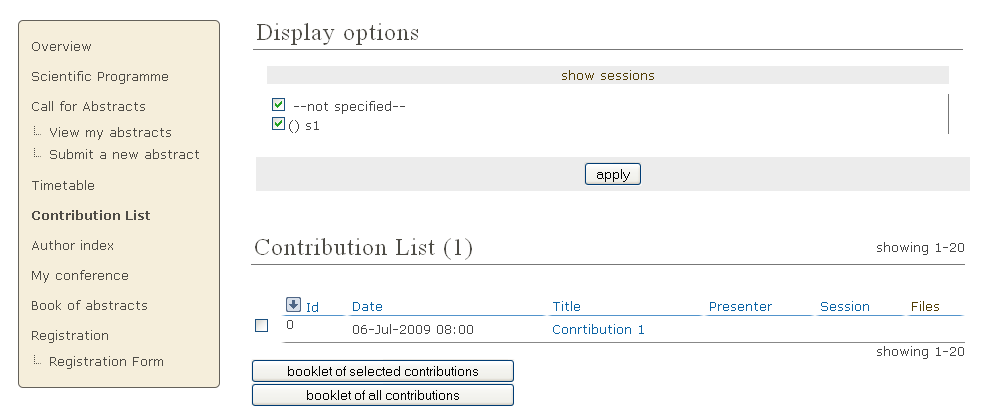 Overview
Scientific Programme
Call for Abstracts
View my abstracts
Submit a new abstract
Timetable
Contribution List
Author index
My conference
Book of abstracts
Registration
Registration Form
Display options
show sessions
--not specified--
() s1
apply
Contribution List (1) showing 1-20
Id Date Title Presenter Session Files
0 06-Jul-2009 08:00 Conrtibution 1
showing 1-20
booklet of selected contributions
booklet of all contributions